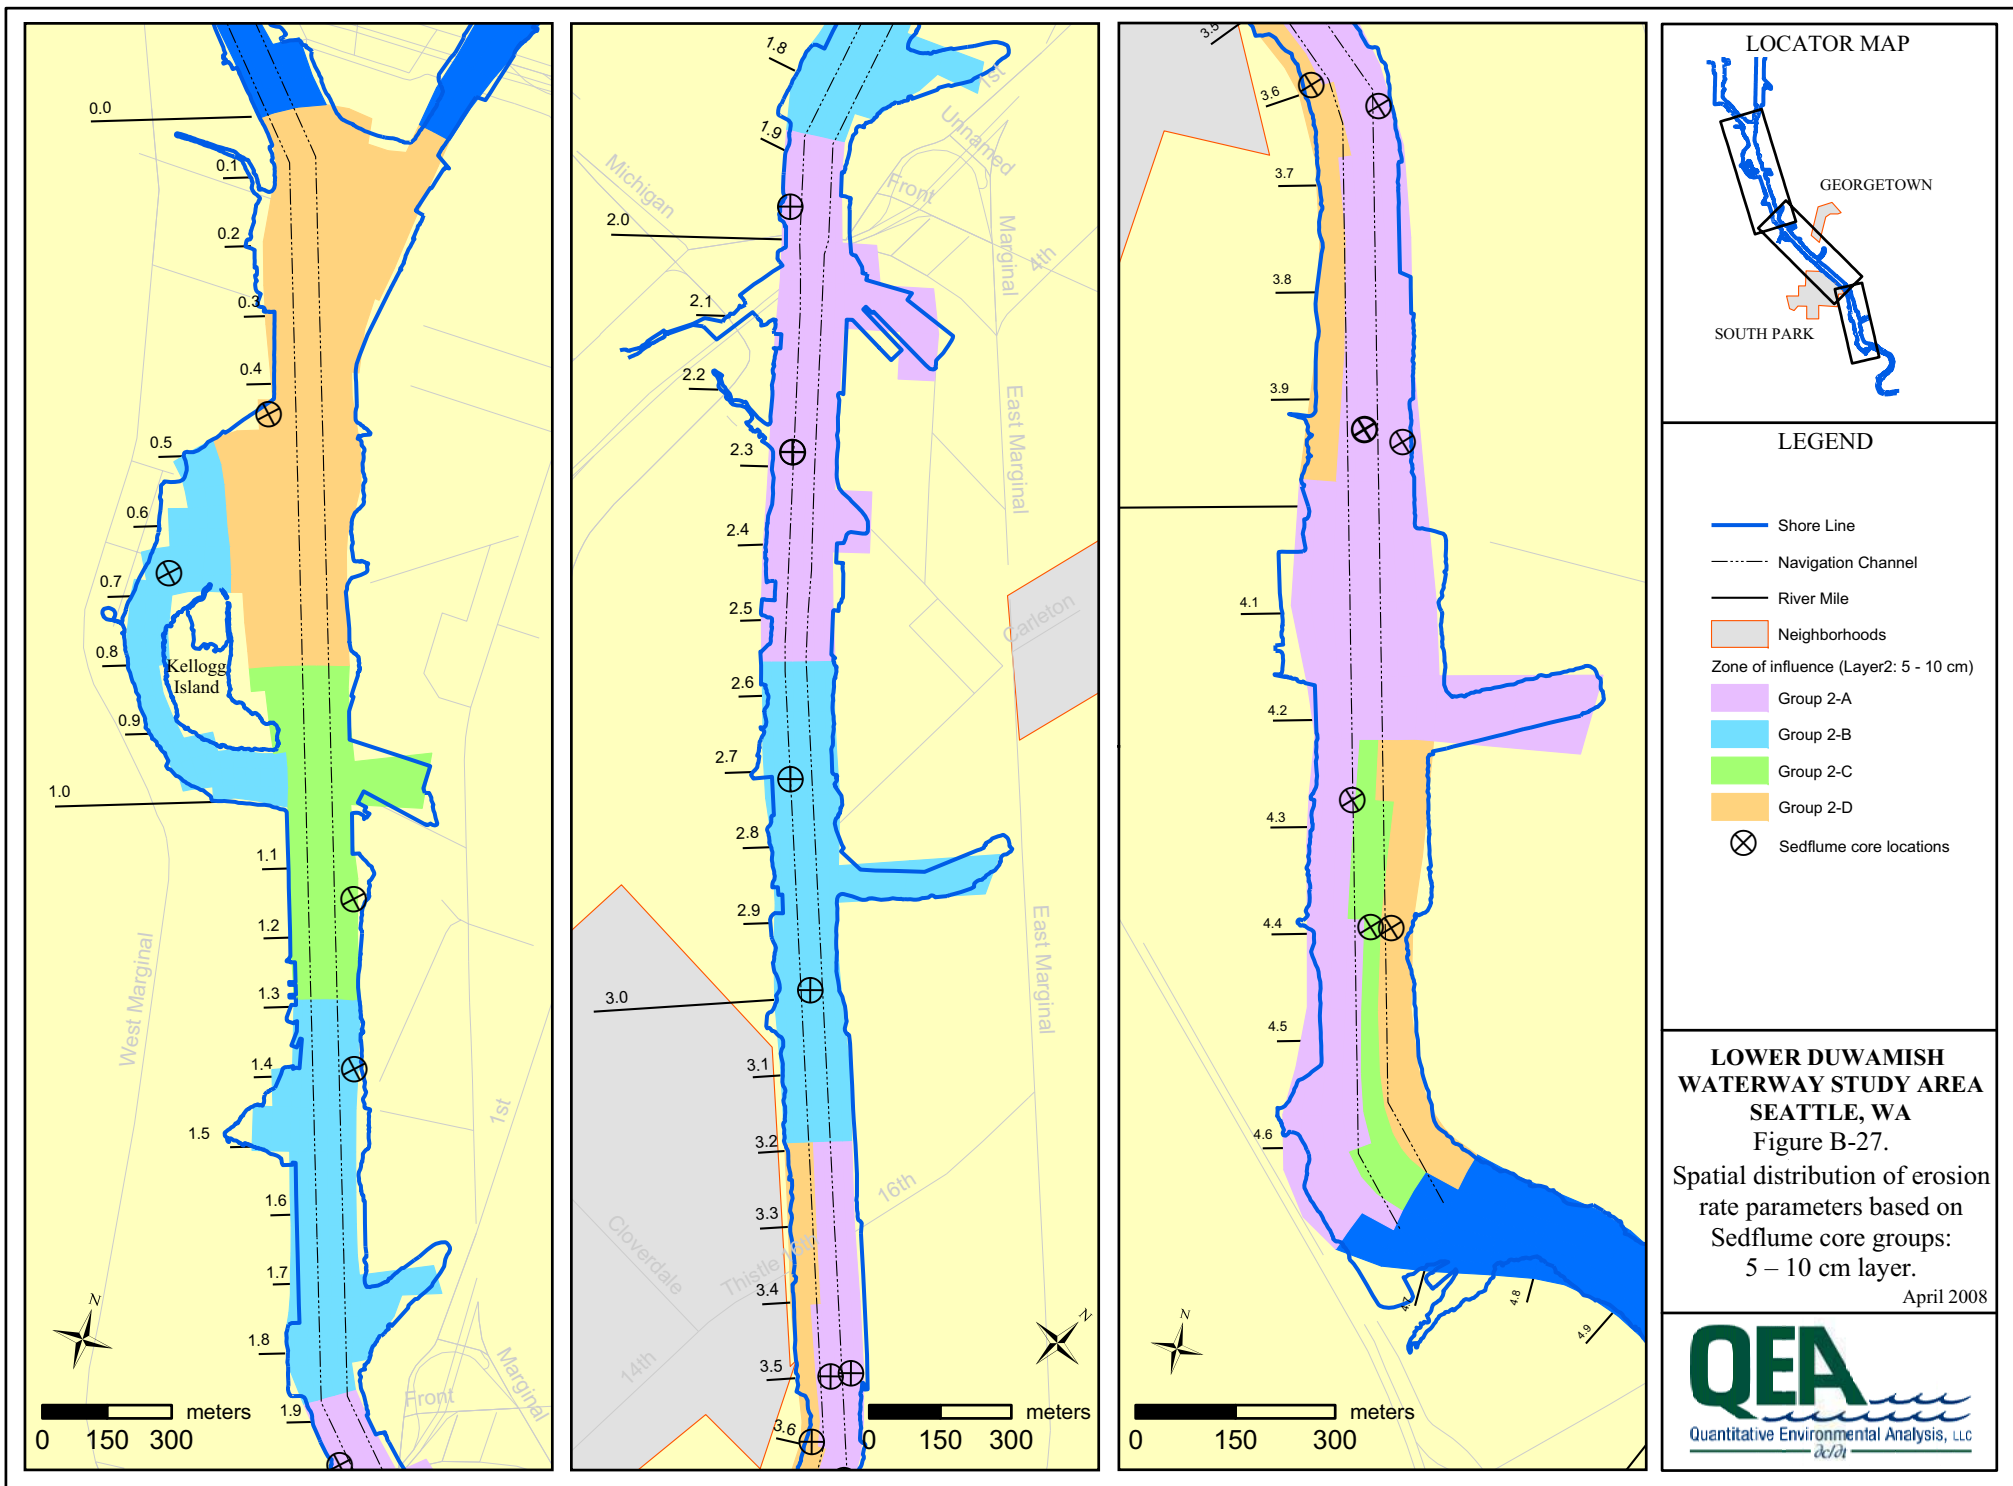 0.0
0.1
0.2
0.3
0.4
0.5
0.6
0.7
0.8
0.9
1.0
1.1
1.2
1.3
1.4
1.5
1.6
1.7
1.8
1.9
Kellogg
Island
West Marginal
1st
Front
Marginal
N
meters
0 150 300
1.8
1.9
2.0
2.1
2.2
2.3
2.4
2.5
2.6
2.7
2.8
2.9
3.0
3.1
3.2
3.3
3.4
3.5
3.6
1st
Unnamed
Front
Michigan
Marginal
4th
East Marginal
Carleton
East Marginal
16th
Cloverdale
Thistle 16th
14th
N
meters
0 150 300
3.5
3.6
3.7
3.8
3.9
4.1
4.2
4.3
4.4
4.5
4.6
4.7
4.8
4.9
N
meters
0 150 300
LOCATOR MAP
GEORGETOWN
SOUTH PARK
LEGEND
Shore Line
Navigation Channel
River Mile
Neighborhoods
Zone of influence (Layer2: 5 - 10 cm)
Group 2-A
Group 2-B
Group 2-C
Group 2-D
Sedflume core locations
LOWER DUWAMISH
WATERWAY STUDY AREA
SEATTLE, WA
Figure B-27.
Spatial distribution of erosion
rate parameters based on
Sedflume core groups:
5 – 10 cm layer.
April 2008
QEA
Quantitative Environmental Analysis, LLC
∂c/∂t